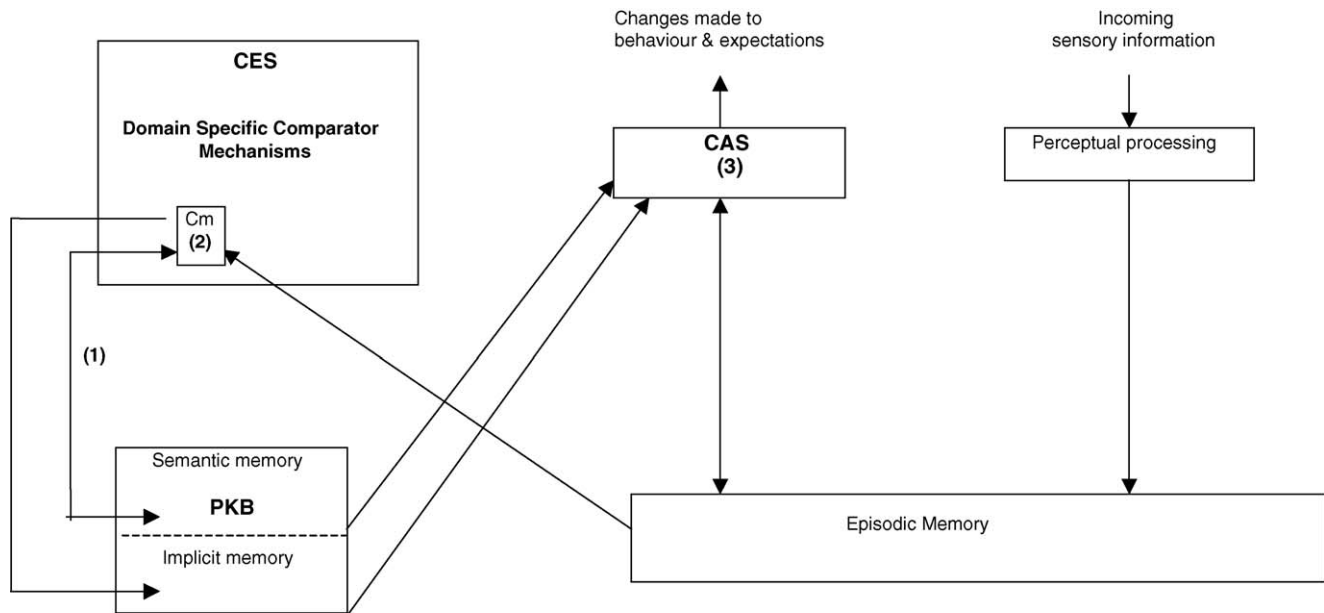 Changes made to
behaviour & expectations
Incoming
sensory information
CES
Domain Specific Comparator
Mechanisms
CAS
(3)
Perceptual processing
Cm
(2)
(1)
Semantic memory
PKB
Implicit memory
Episodic Memory